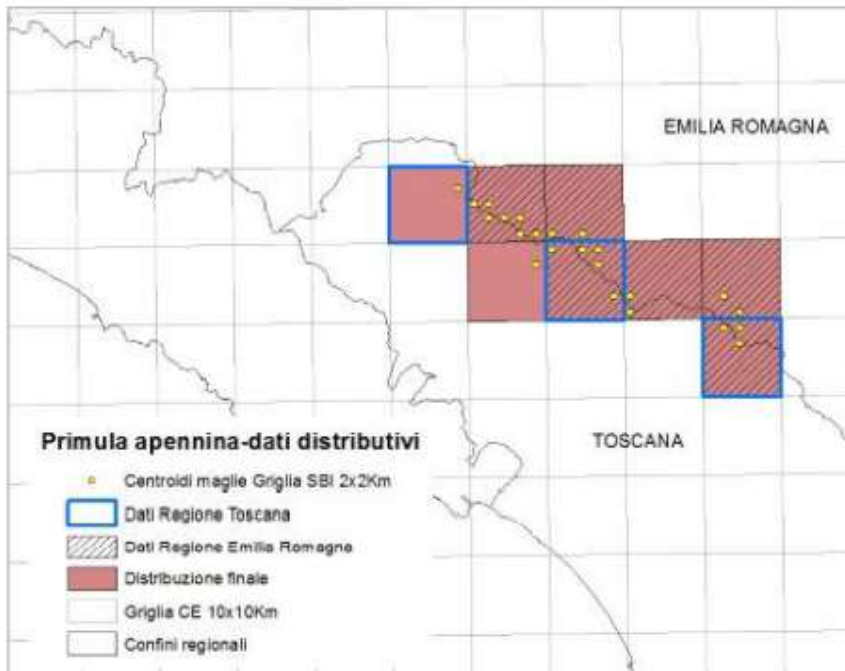 EMILIA ROMAGNA
TOSCANA
Primula apennina-dati distributivi
Centroidi maglie Griglia SBI 2x2Km
Dati Regione Toscana
Dati Regione Emilia Romagna
Distribuzione finale
Griglia CE 10x10Km
Confini regionali